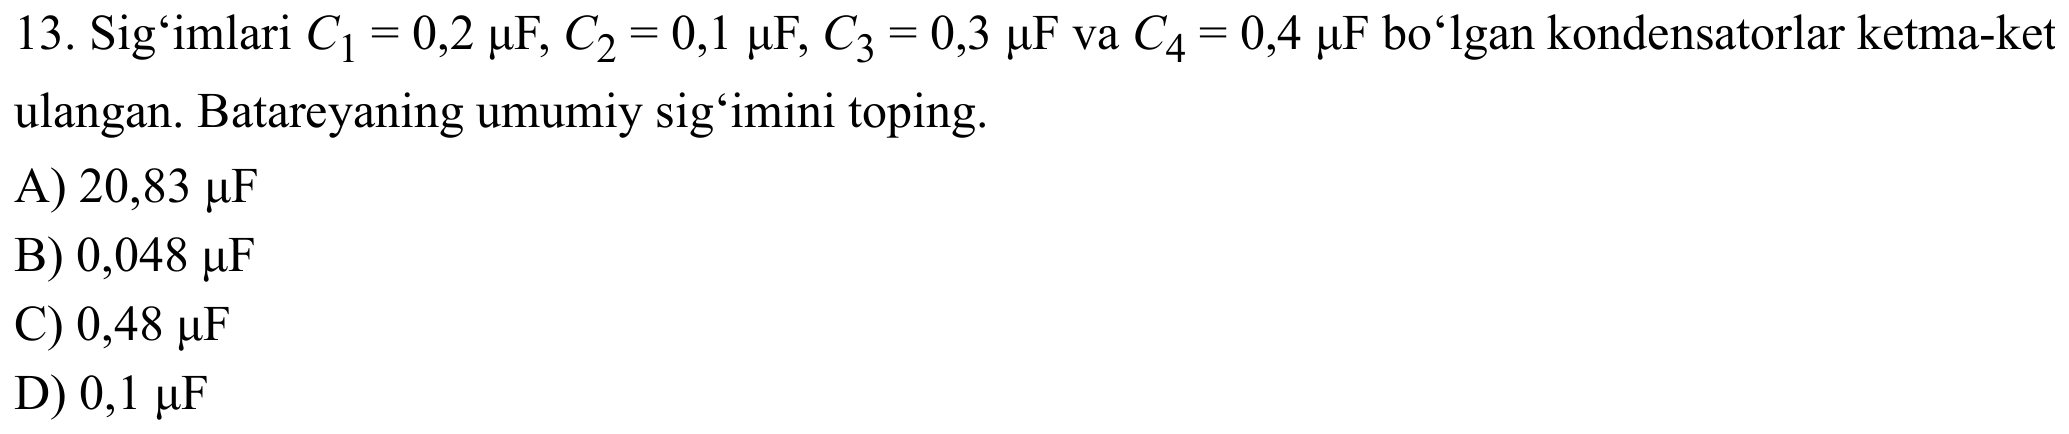 13. Sig‘imlari C₁ = 0,2 μF, C₂ = 0,1 μF, C₃ = 0,3 μF va C₄ = 0,4 μF bo‘lgan kondensatorlar ketma-ket
ulangan. Batareyaning umumiy sig‘imini toping.
A) 20,83 μF
B) 0,048 μF
C) 0,48 μF
D) 0,1 μF